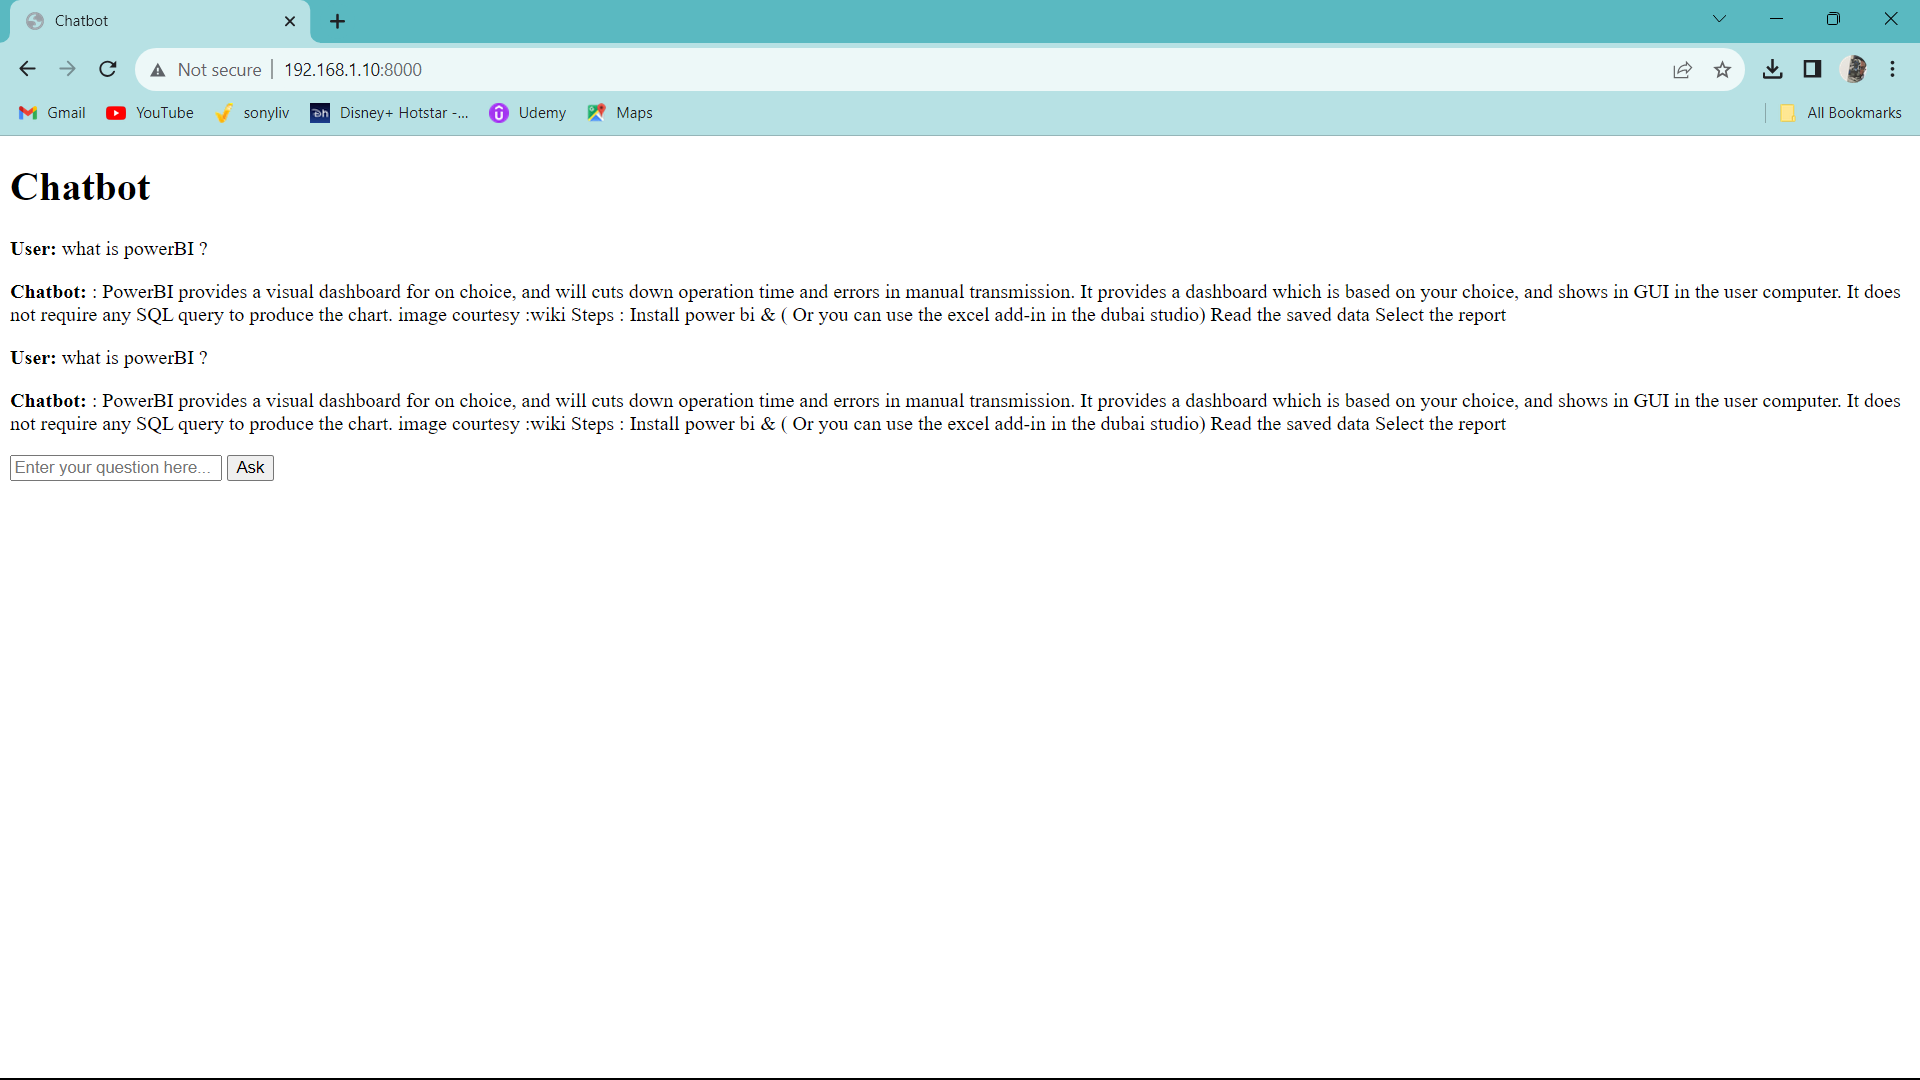 Chatbot
Not secure
192.168.1.10:8000
Gmail
YouTube
sonyliv
Disney+ Hotstar -...
Udemy
Maps
All Bookmarks
Chatbot
User: what is powerBI ?
Chatbot: : PowerBI provides a visual dashboard for on choice, and will cuts down operation time and errors in manual transmission. It provides a dashboard which is based on your choice, and shows in GUI in the user computer. It does
not require any SQL query to produce the chart. image courtesy :wiki Steps : Install power bi & ( Or you can use the excel add-in in the dubai studio) Read the saved data Select the report
User: what is powerBI ?
Chatbot: : PowerBI provides a visual dashboard for on choice, and will cuts down operation time and errors in manual transmission. It provides a dashboard which is based on your choice, and shows in GUI in the user computer. It does
not require any SQL query to produce the chart. image courtesy :wiki Steps : Install power bi & ( Or you can use the excel add-in in the dubai studio) Read the saved data Select the report
Enter your question here... Ask